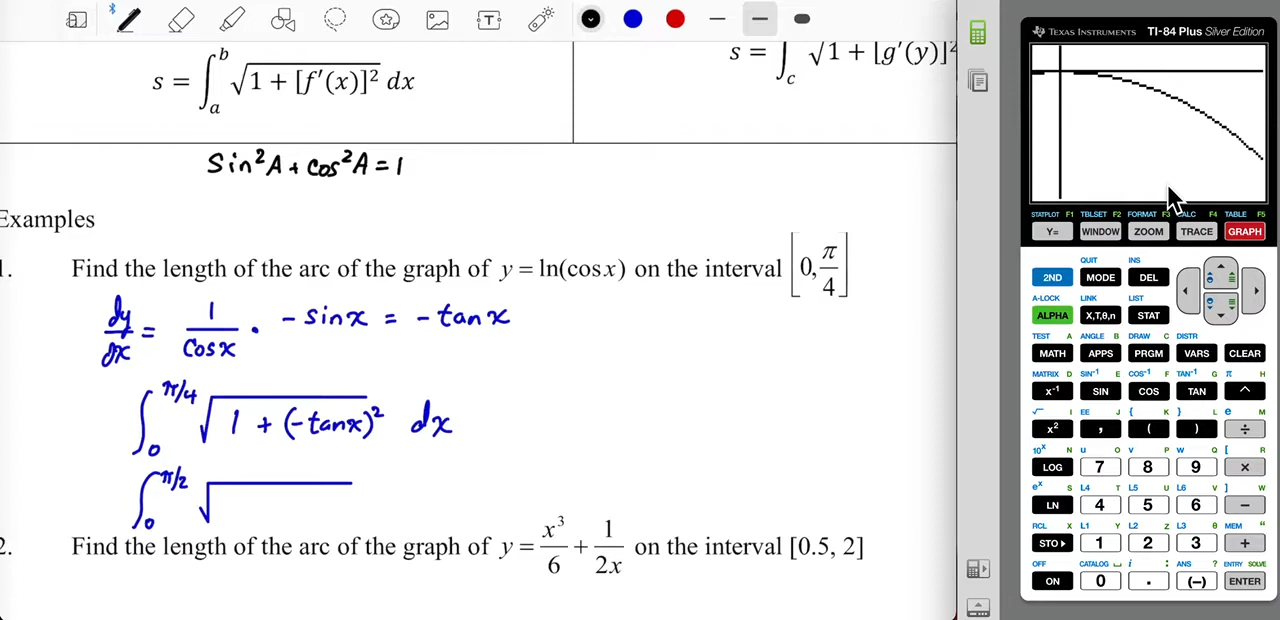 s = ∫_a^b √1 + [f′(x)]² dx
s = ∫_c √1 + [g′(y)]²
Sin²A + cos²A = 1
Examples
1. Find the length of the arc of the graph of y = ln(cos x) on the interval [0, π/4]
dy/dx = 1/cosx · -sinx = -tanx
∫_0^π/4 √1 + (-tanx)² dx
∫_0^π/2 √
2. Find the length of the arc of the graph of y = x³/6 + 1/2x on the interval [0.5, 2]
TEXAS INSTRUMENTS TI-84 Plus Silver Edition
STATPLOT F1 TBLSET F2 FORMAT F3 CALC F4 TABLE F5
Y= WINDOW ZOOM TRACE GRAPH
QUIT INS
2ND MODE DEL
A-LOCK LINK LIST
ALPHA X,T,θ,n STAT
TEST A ANGLE B DRAW C DISTR
MATH APPS PRGM VARS CLEAR
MATRIX D SIN⁻¹ E COS⁻¹ F TAN⁻¹ G π H
x⁻¹ SIN COS TAN ^
√ I EE J { K } L e M
x² , ( ) ÷
10ˣ N u O v P w Q [ R
LOG 7 8 9 ×
eˣ S L4 T L5 U L6 V ] W
LN 4 5 6 −
RCL X L1 Y L2 Z L3 θ MEM “
STO▸ 1 2 3 +
OFF CATALOG ⎵ i : ANS ? ENTRY SOLVE
ON 0 . (−) ENTER